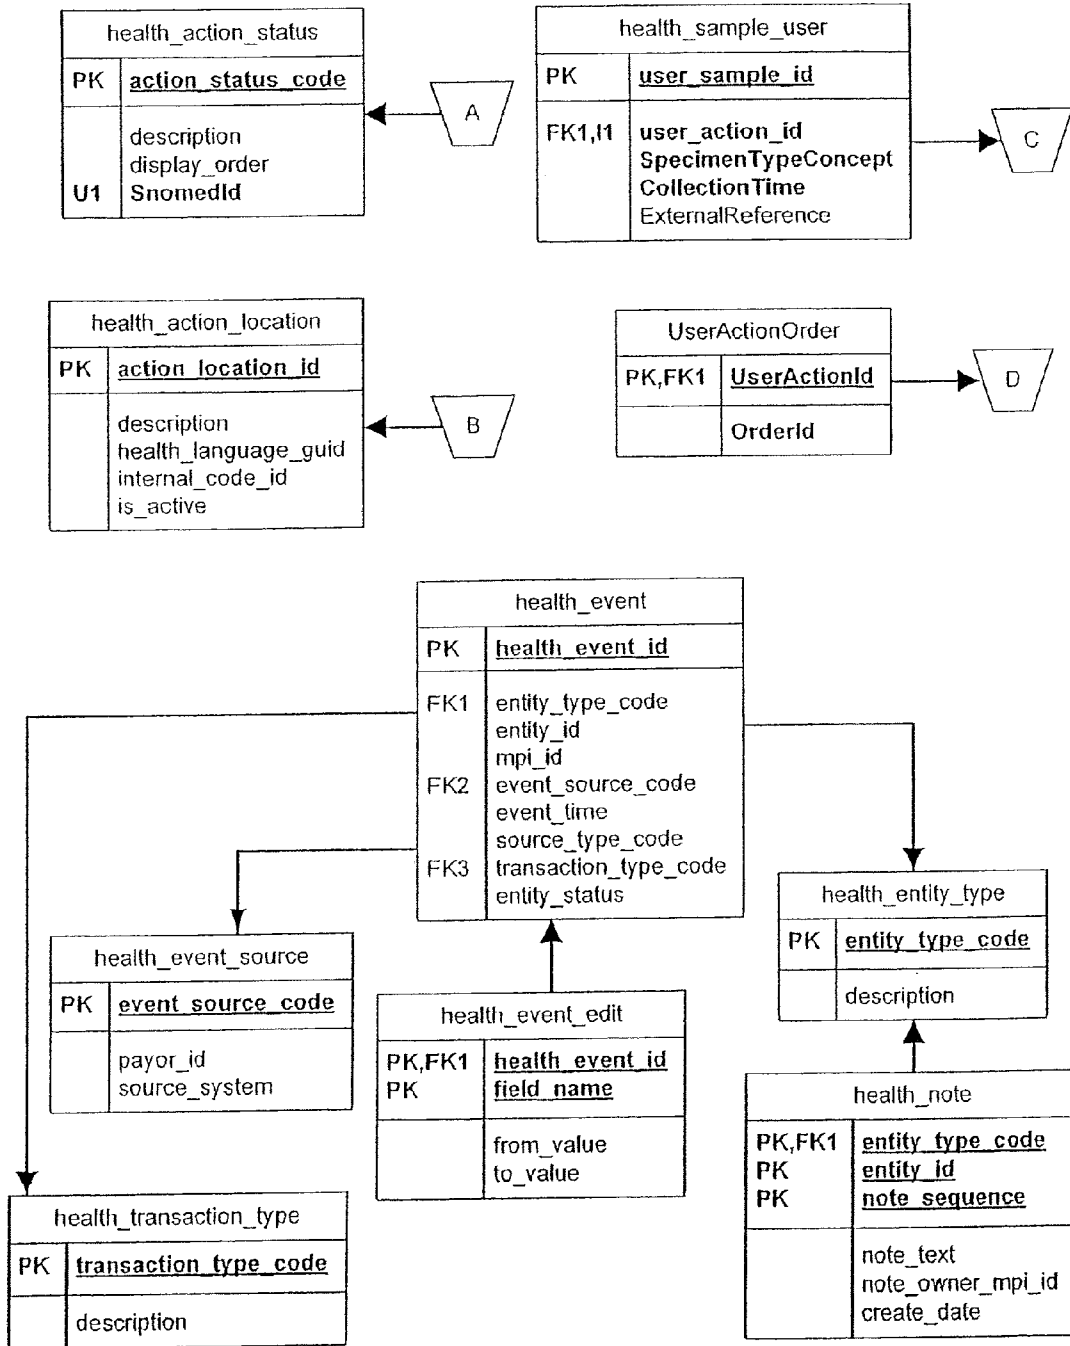 health_action_status
PK action_status_code
description
display_order
U1 SnomedId
A
health_sample_user
PK user_sample_id
FK1,I1 user_action_id
SpecimenTypeConcept
CollectionTime
ExternalReference
C
health_action_location
PK action_location_id
description
health_language_guid
internal_code_id
is_active
B
UserActionOrder
PK,FK1 UserActionId
OrderId
D
health_event
PK health_event_id
FK1 entity_type_code
entity_id
mpi_id
FK2 event_source_code
event_time
source_type_code
FK3 transaction_type_code
entity_status
health_event_source
PK event_source_code
payor_id
source_system
health_event_edit
PK,FK1 health_event_id
PK field_name
from_value
to_value
health_entity_type
PK entity_type_code
description
health_note
PK,FK1 entity_type_code
PK entity_id
PK note_sequence
note_text
note_owner_mpi_id
create_date
health_transaction_type
PK transaction_type_code
description